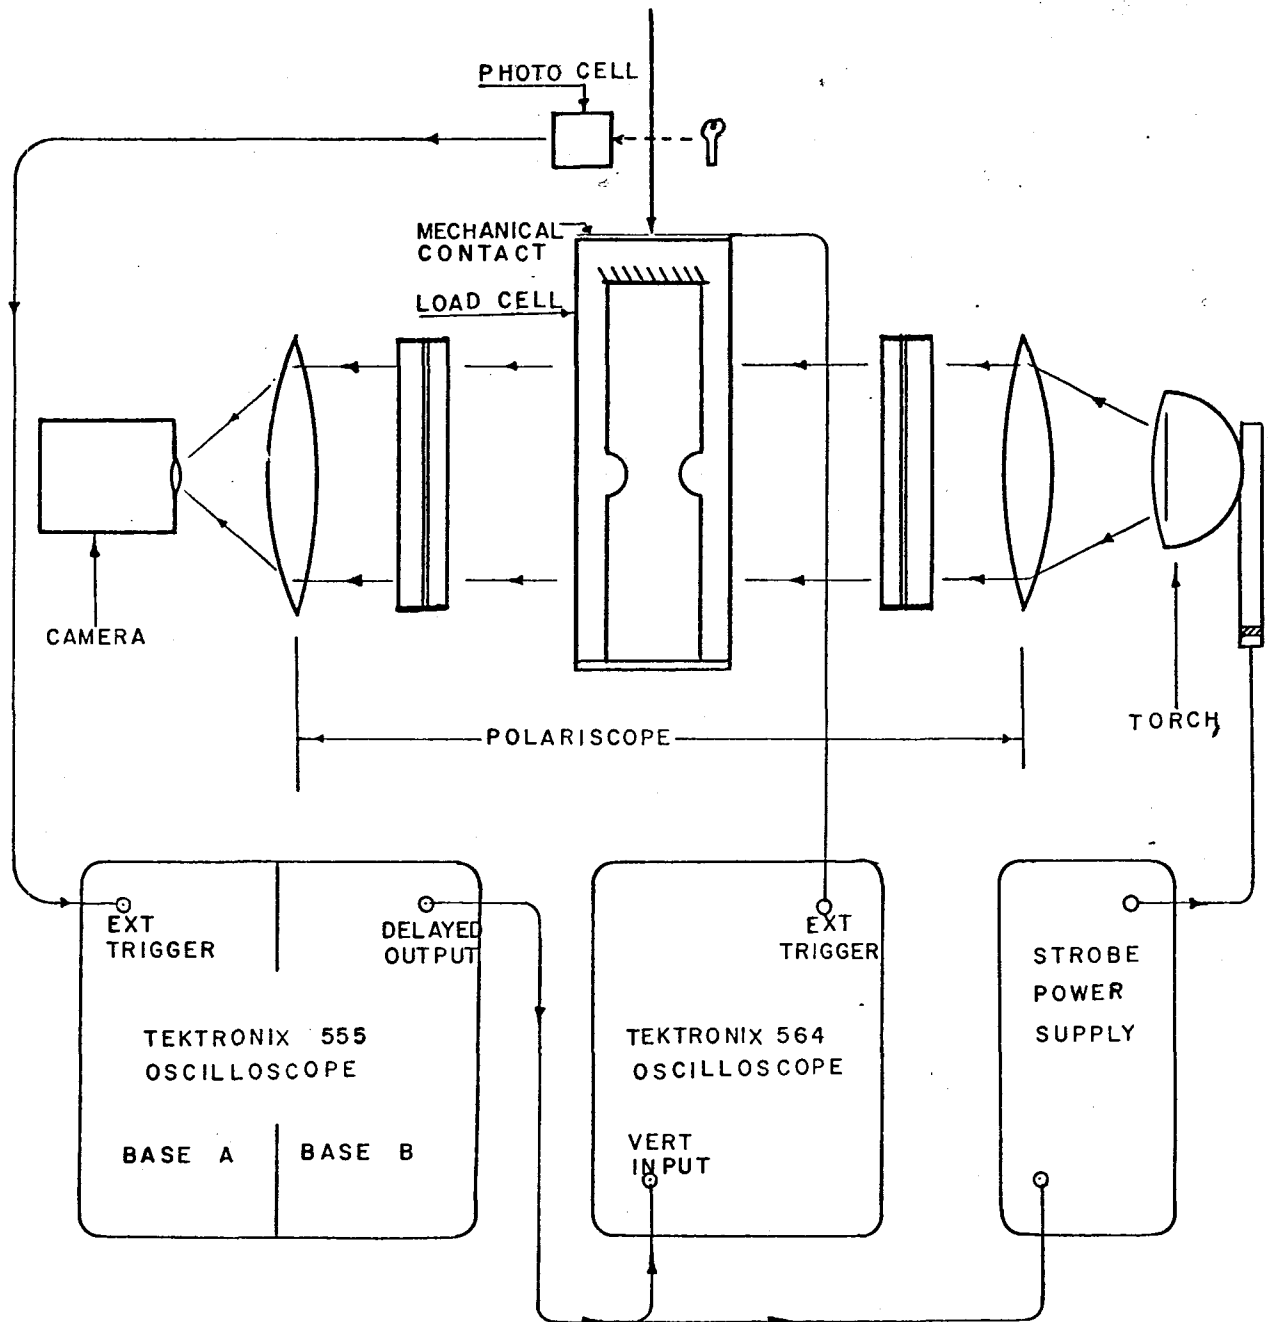 PHOTO CELL
MECHANICAL
CONTACT
LOAD CELL
CAMERA
TORCH
POLARISCOPE
EXT
TRIGGER
DELAYED
OUTPUT
TEKTRONIX 555
OSCILLOSCOPE
BASE A
BASE B
EXT
TRIGGER
TEKTRONIX 564
OSCILLOSCOPE
VERT
INPUT
STROBE
POWER
SUPPLY